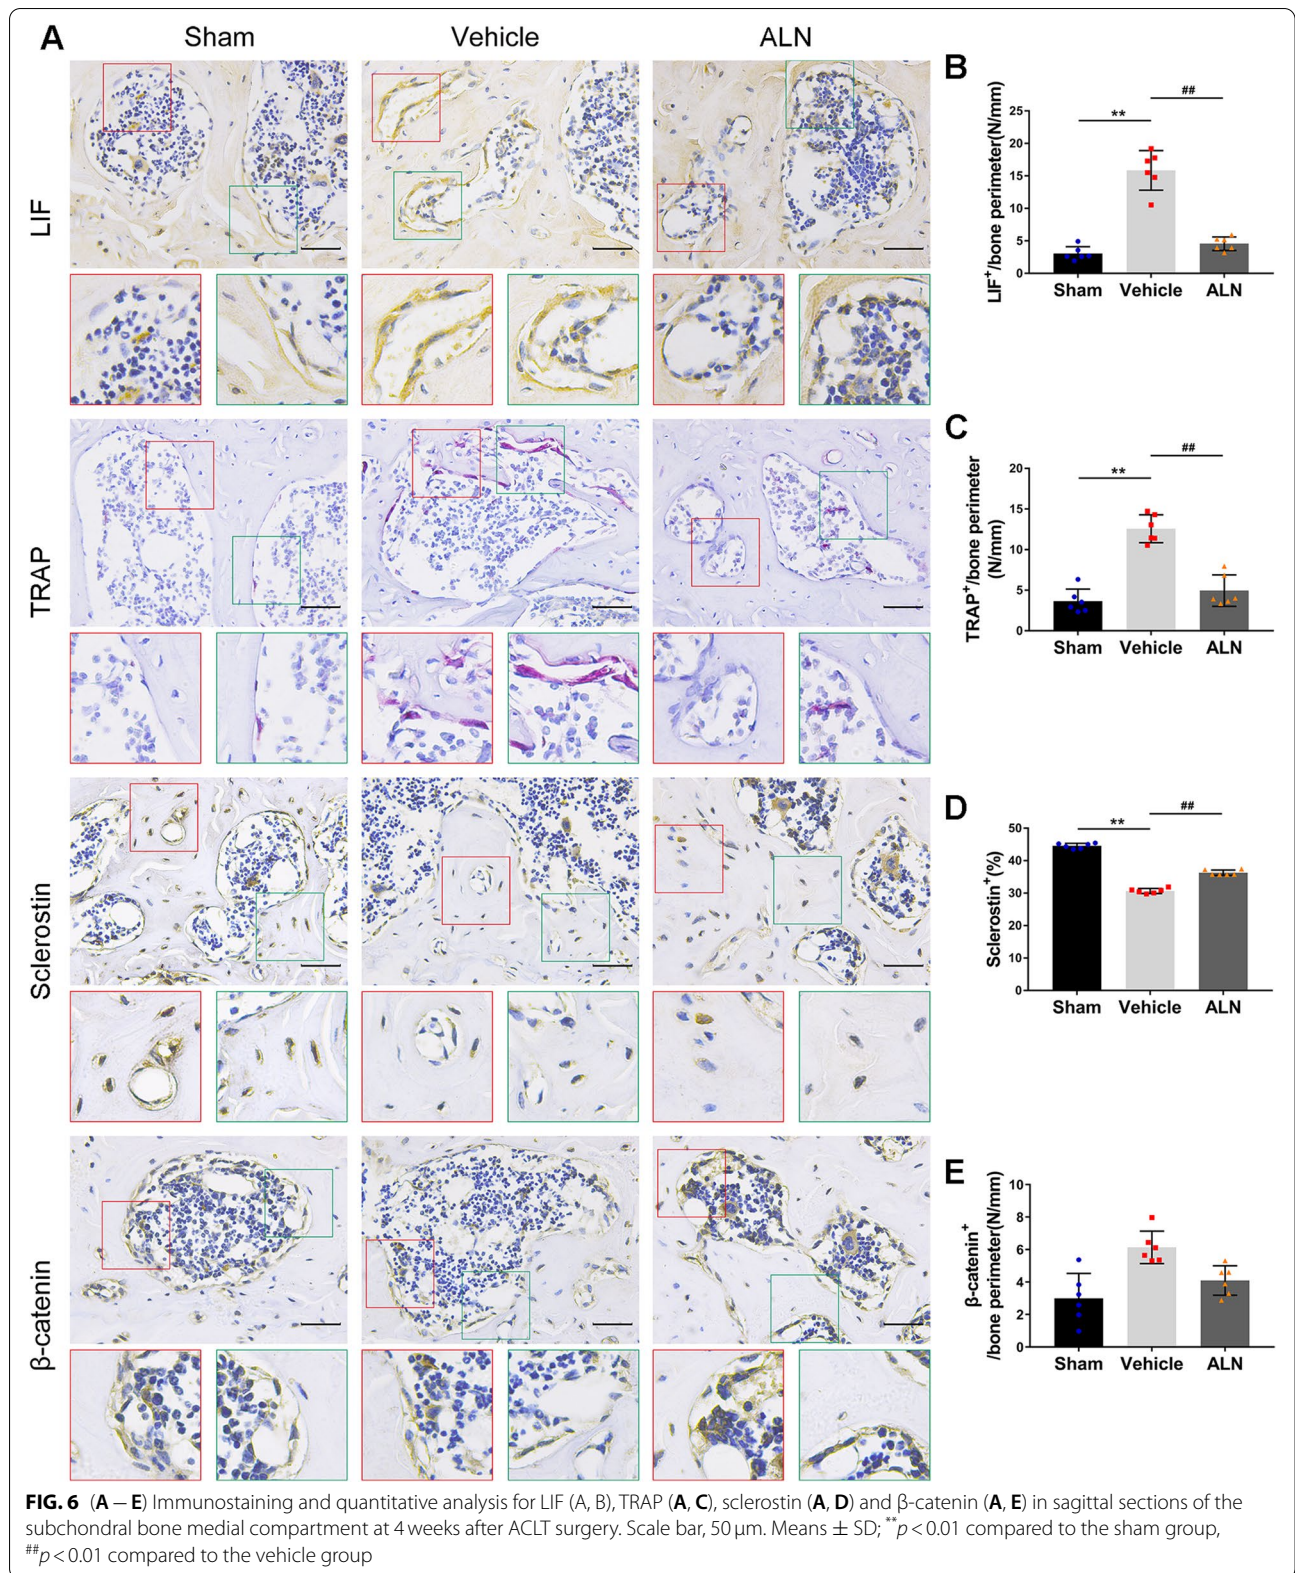 A
Sham
Vehicle
ALN
LIF
TRAP
Sclerostin
β-catenin
B
LIF⁺/bone perimeter(N/mm)
25
20
15
10
5
0
**
##
Sham Vehicle ALN
C
TRAP⁺/bone perimeter
(N/mm)
20
15
10
5
0
**
##
Sham Vehicle ALN
D
Sclerostin⁺(%)
50
40
30
20
10
0
**
##
Sham Vehicle ALN
E
β-catenin⁺
/bone perimeter(N/mm)
10
8
6
4
2
0
Sham Vehicle ALN
FIG. 6 (A – E) Immunostaining and quantitative analysis for LIF (A, B), TRAP (A, C), sclerostin (A, D) and β-catenin (A, E) in sagittal sections of the
subchondral bone medial compartment at 4 weeks after ACLT surgery. Scale bar, 50 μm. Means ± SD; **p < 0.01 compared to the sham group,
##p < 0.01 compared to the vehicle group